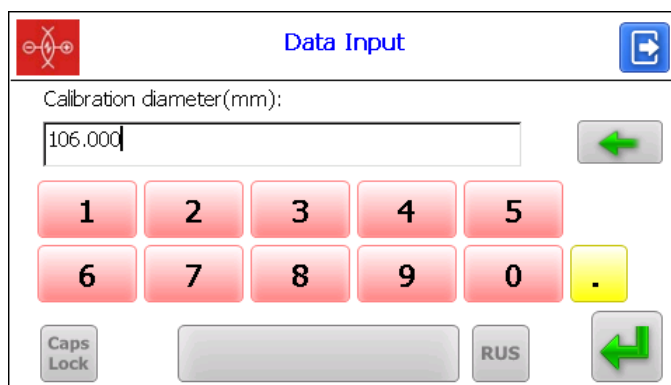 Data Input
Calibration diameter(mm):
106.000
1 2 3 4 5
6 7 8 9 0 .
Caps
Lock
RUS